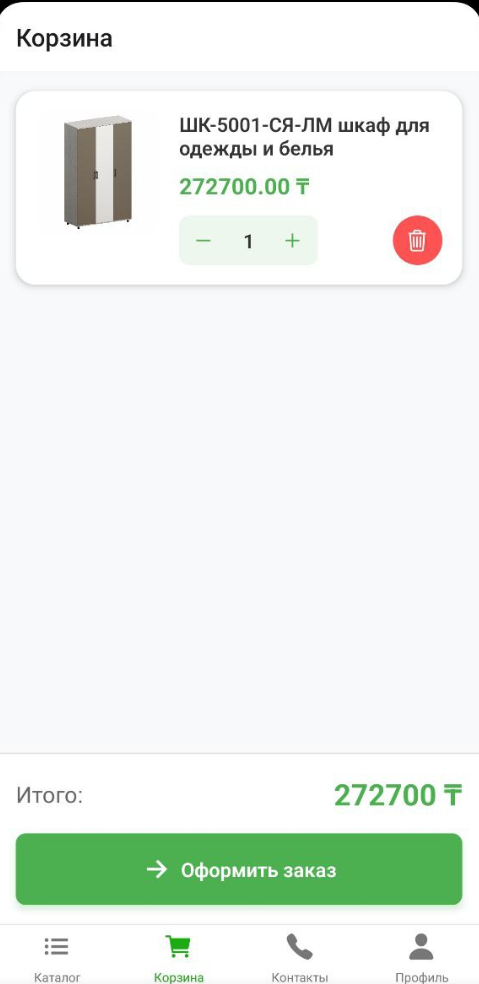 Корзина
ШК-5001-СЯ-ЛМ шкаф для
одежды и белья
272700.00 ₸
− 1 +
Итого:
272700 ₸
→ Оформить заказ
Каталог
Корзина
Контакты
Профиль